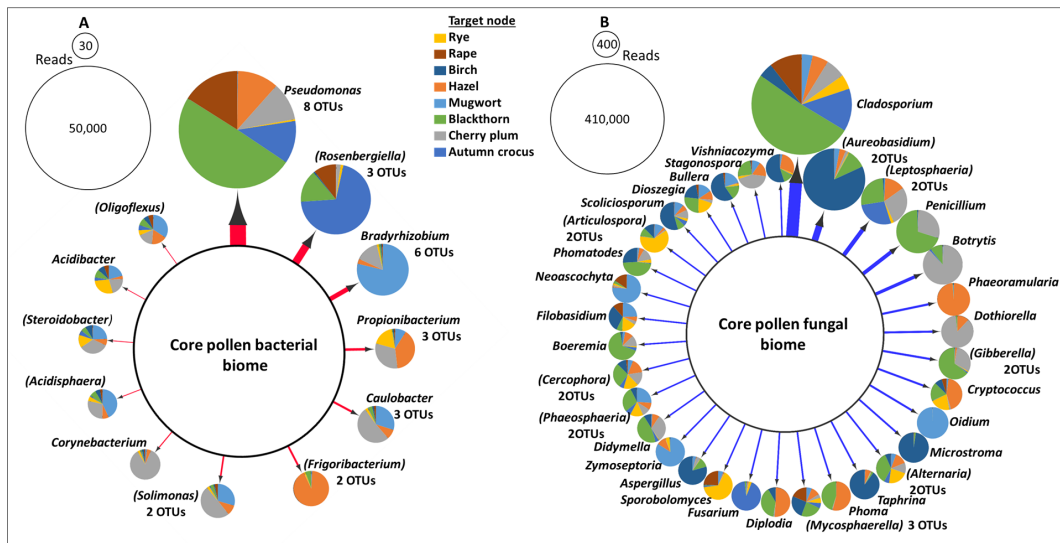 A
30
Reads
50,000
Target node
Rye
Rape
Birch
Hazel
Mugwort
Blackthorn
Cherry plum
Autumn crocus
Pseudomonas
8 OTUs
(Rosenbergiella)
3 OTUs
Bradyrhizobium
6 OTUs
Propionibacterium
3 OTUs
Caulobacter
3 OTUs
(Frigoribacterium)
2 OTUs
(Solimonas)
2 OTUs
Corynebacterium
(Acidisphaera)
(Steroidobacter)
Acidibacter
(Oligoflexus)
Core pollen bacterial
biome
B
400
Reads
410,000
Cladosporium
(Aureobasidium)
2OTUs
(Leptosphaeria)
2OTUs
Penicillium
Botrytis
Phaeoramularia
Dothiorella
(Gibberella)
2OTUs
Cryptococcus
Oidium
Microstroma
(Alternaria)
2OTUs
Taphrina
Phoma
(Mycosphaerella) 3 OTUs
Diplodia
Fusarium
Sporobolomyces
Aspergillus
Zymoseptoria
Didymella
(Phaeosphaeria)
2OTUs
(Cercophora)
2OTUs
Boeremia
Filobasidium
Neoascochyta
Phomatodes
(Articulospora)
2OTUs
Scoliciosporum
Dioszegia
Bullera
Stagonospora
Vishniacozyma
Core pollen fungal
biome